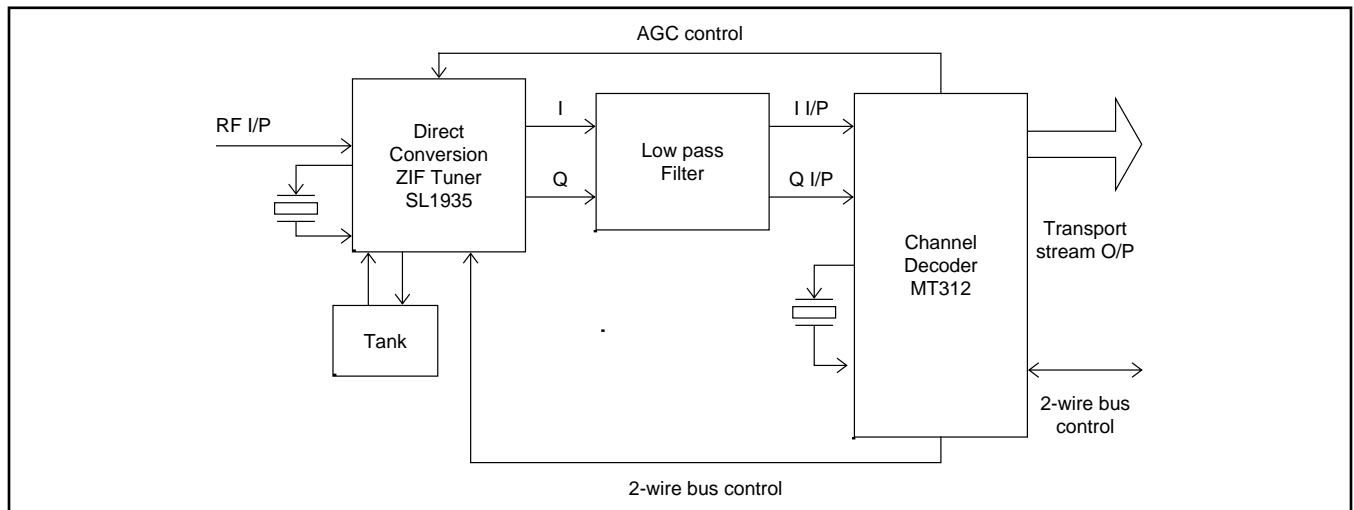 AGC control
RF I/P
Direct
Conversion
ZIF Tuner
SL1935
I
Q
Low pass
Filter
I I/P
Q I/P
Channel
Decoder
MT312
Transport
stream O/P
Tank
2-wire bus
control
2-wire bus control